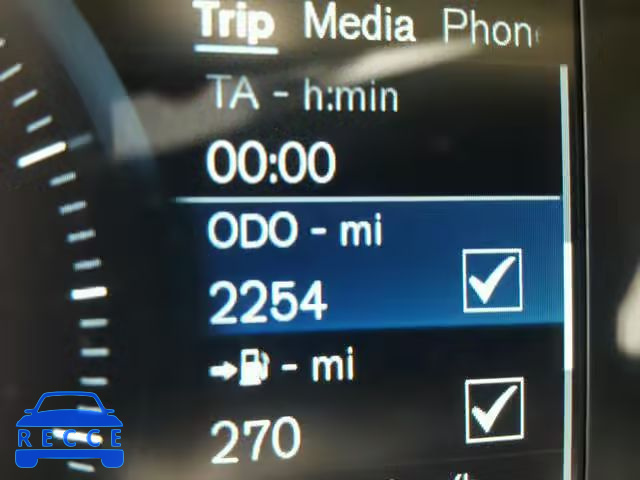 Trip Media Phon
TA - h:min
00:00
ODO - mi
2254
- mi
270
RECCE